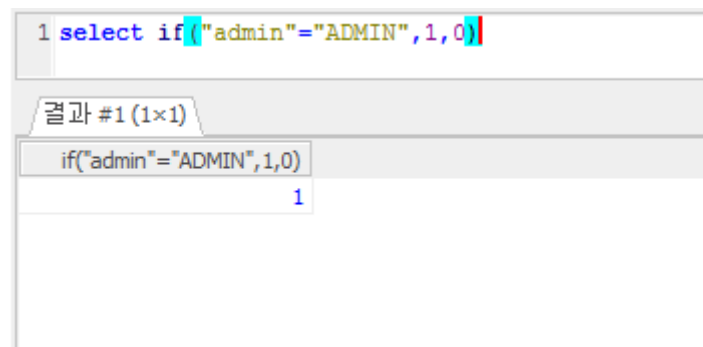 1 select if("admin"="ADMIN",1,0)
결과 #1 (1×1)
if("admin"="ADMIN",1,0)
1